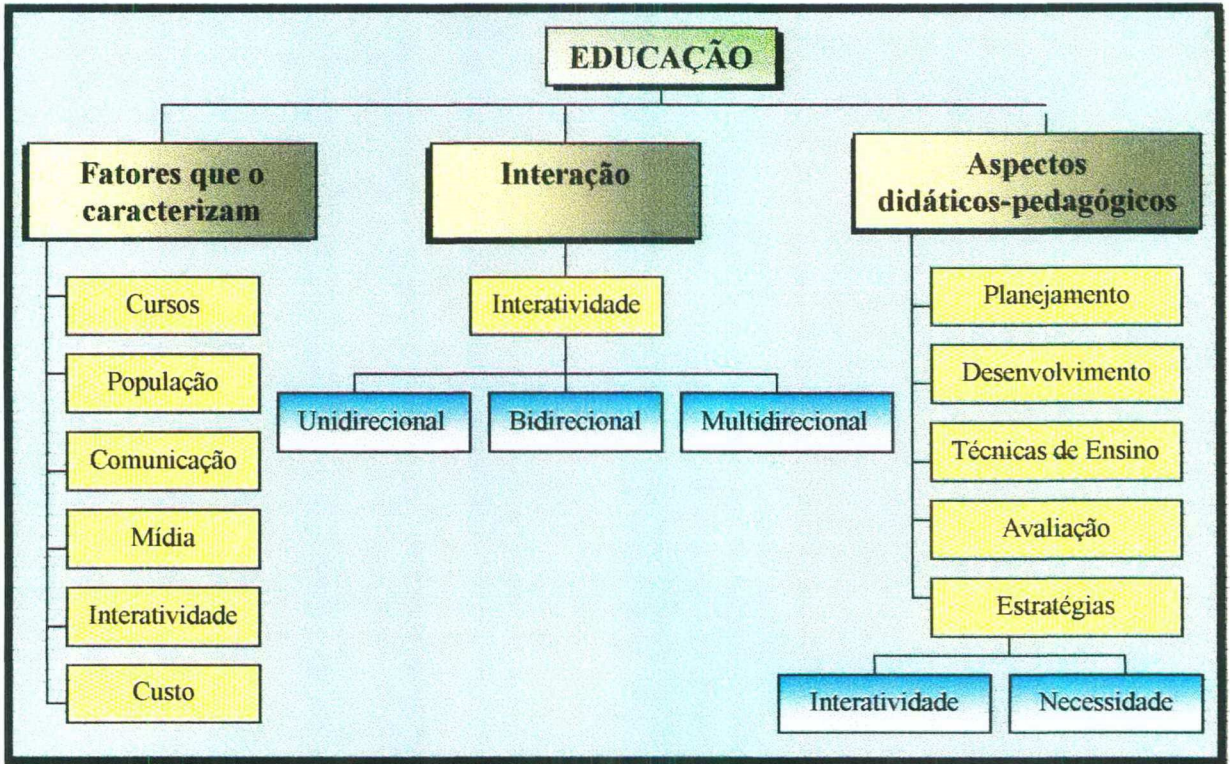 EDUCAÇÃO
Fatores que o
caracterizam
Cursos
População
Comunicação
Mídia
Interatividade
Custo
Interação
Interatividade
Unidirecional
Bidirecional
Multidirecional
Aspectos
didáticos-pedagógicos
Planejamento
Desenvolvimento
Técnicas de Ensino
Avaliação
Estratégias
Interatividade
Necessidade